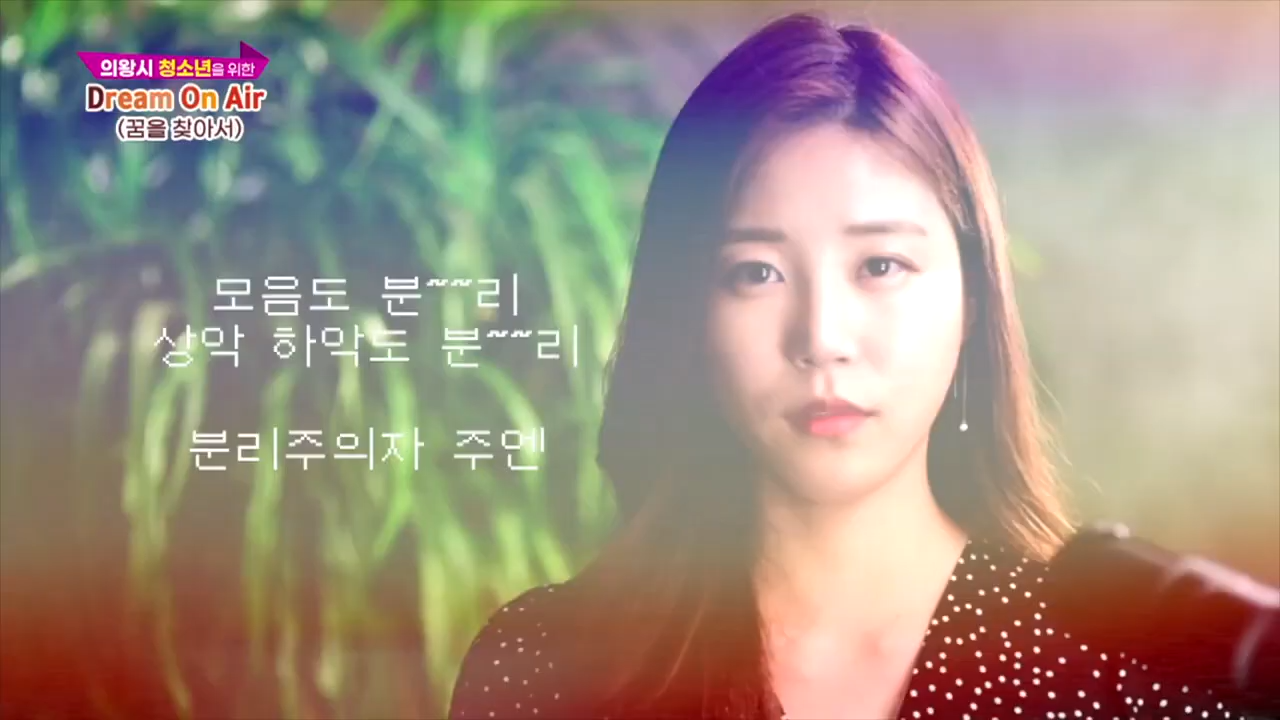 의왕시 청소년을 위한
Dream On Air
(꿈을 찾아서)
모음도 분~~리
상악 하악도 분~~리
분리주의자 주엔